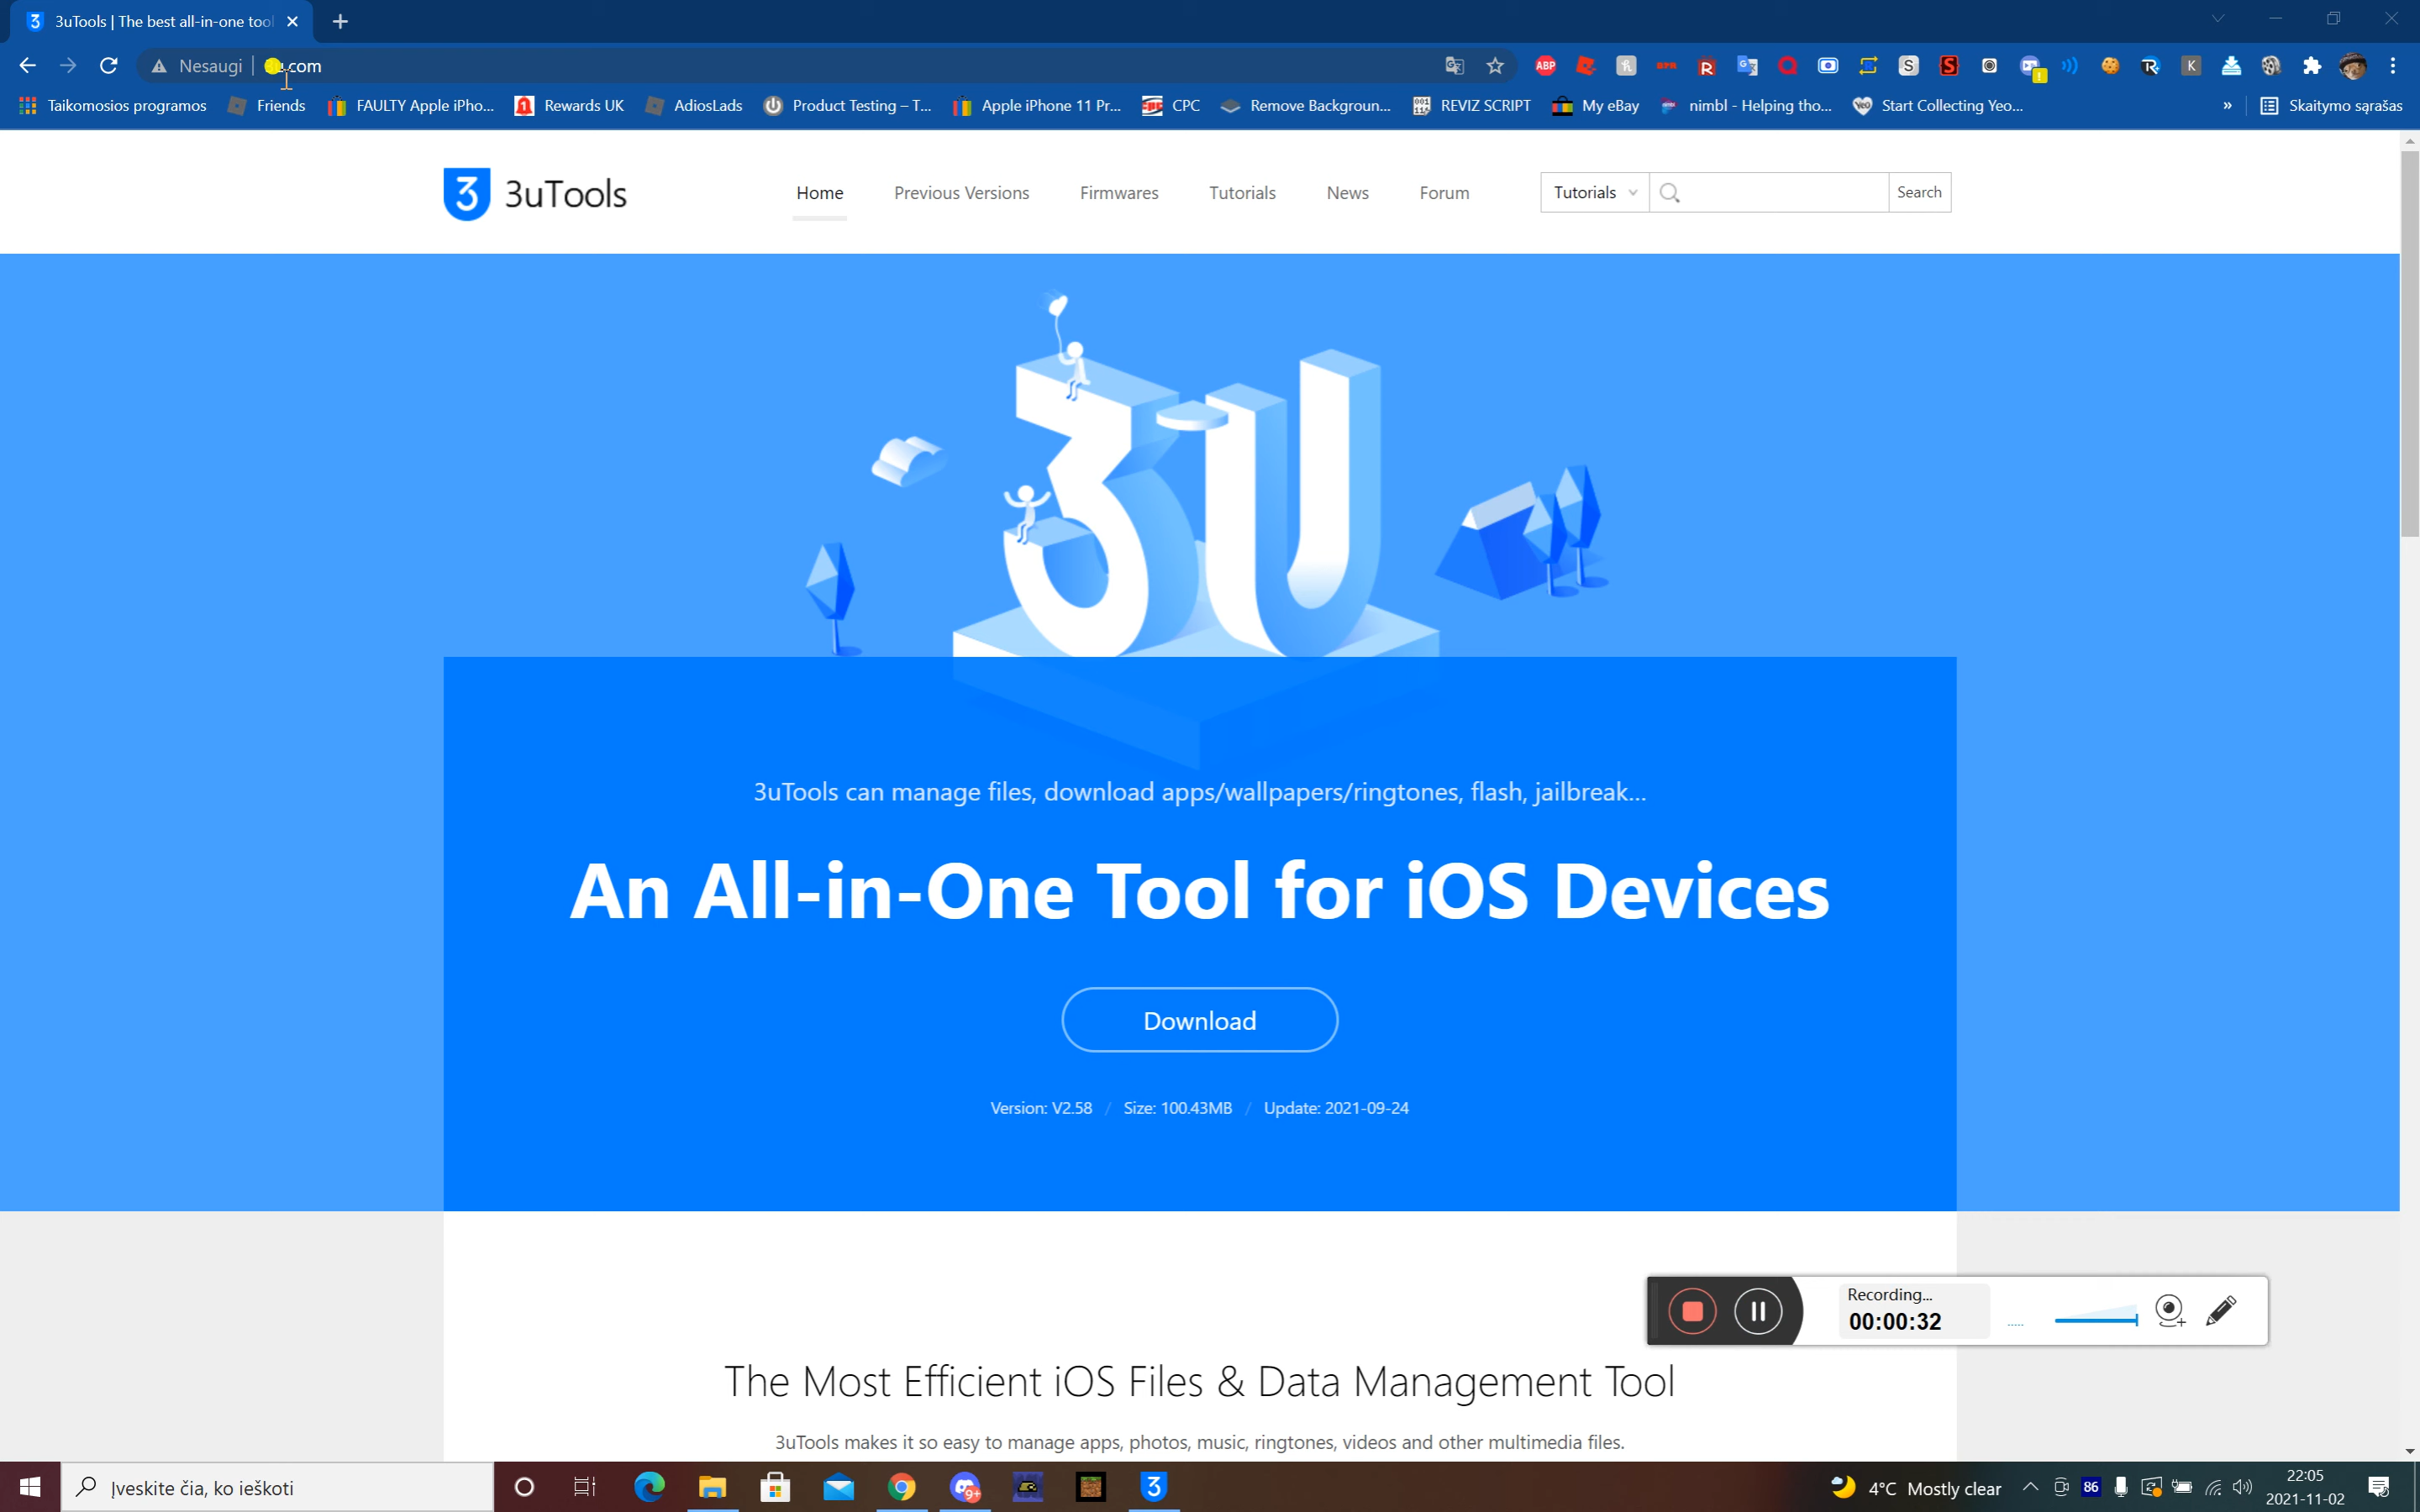 3uTools | The best all-in-one tool
Nesaugi | .com
Taikomosios programos Friends FAULTY Apple iPho... Rewards UK AdiosLads Product Testing – T... Apple iPhone 11 Pr... CPC Remove Backgroun... REVIZ SCRIPT My eBay nimbl - Helping tho... Start Collecting Yeo... » Skaitymo sąrašas
3 3uTools Home Previous Versions Firmwares Tutorials News Forum Tutorials Search
3U
3uTools can manage files, download apps/wallpapers/ringtones, flash, jailbreak...
An All-in-One Tool for iOS Devices
Download
Version: V2.58 / Size: 100.43MB / Update: 2021-09-24
Recording...
00:00:32
The Most Efficient iOS Files & Data Management Tool
3uTools makes it so easy to manage apps, photos, music, ringtones, videos and other multimedia files.
Įveskite čia, ko ieškoti 9+ 3 4°C Mostly clear 86 22:05
2021-11-02